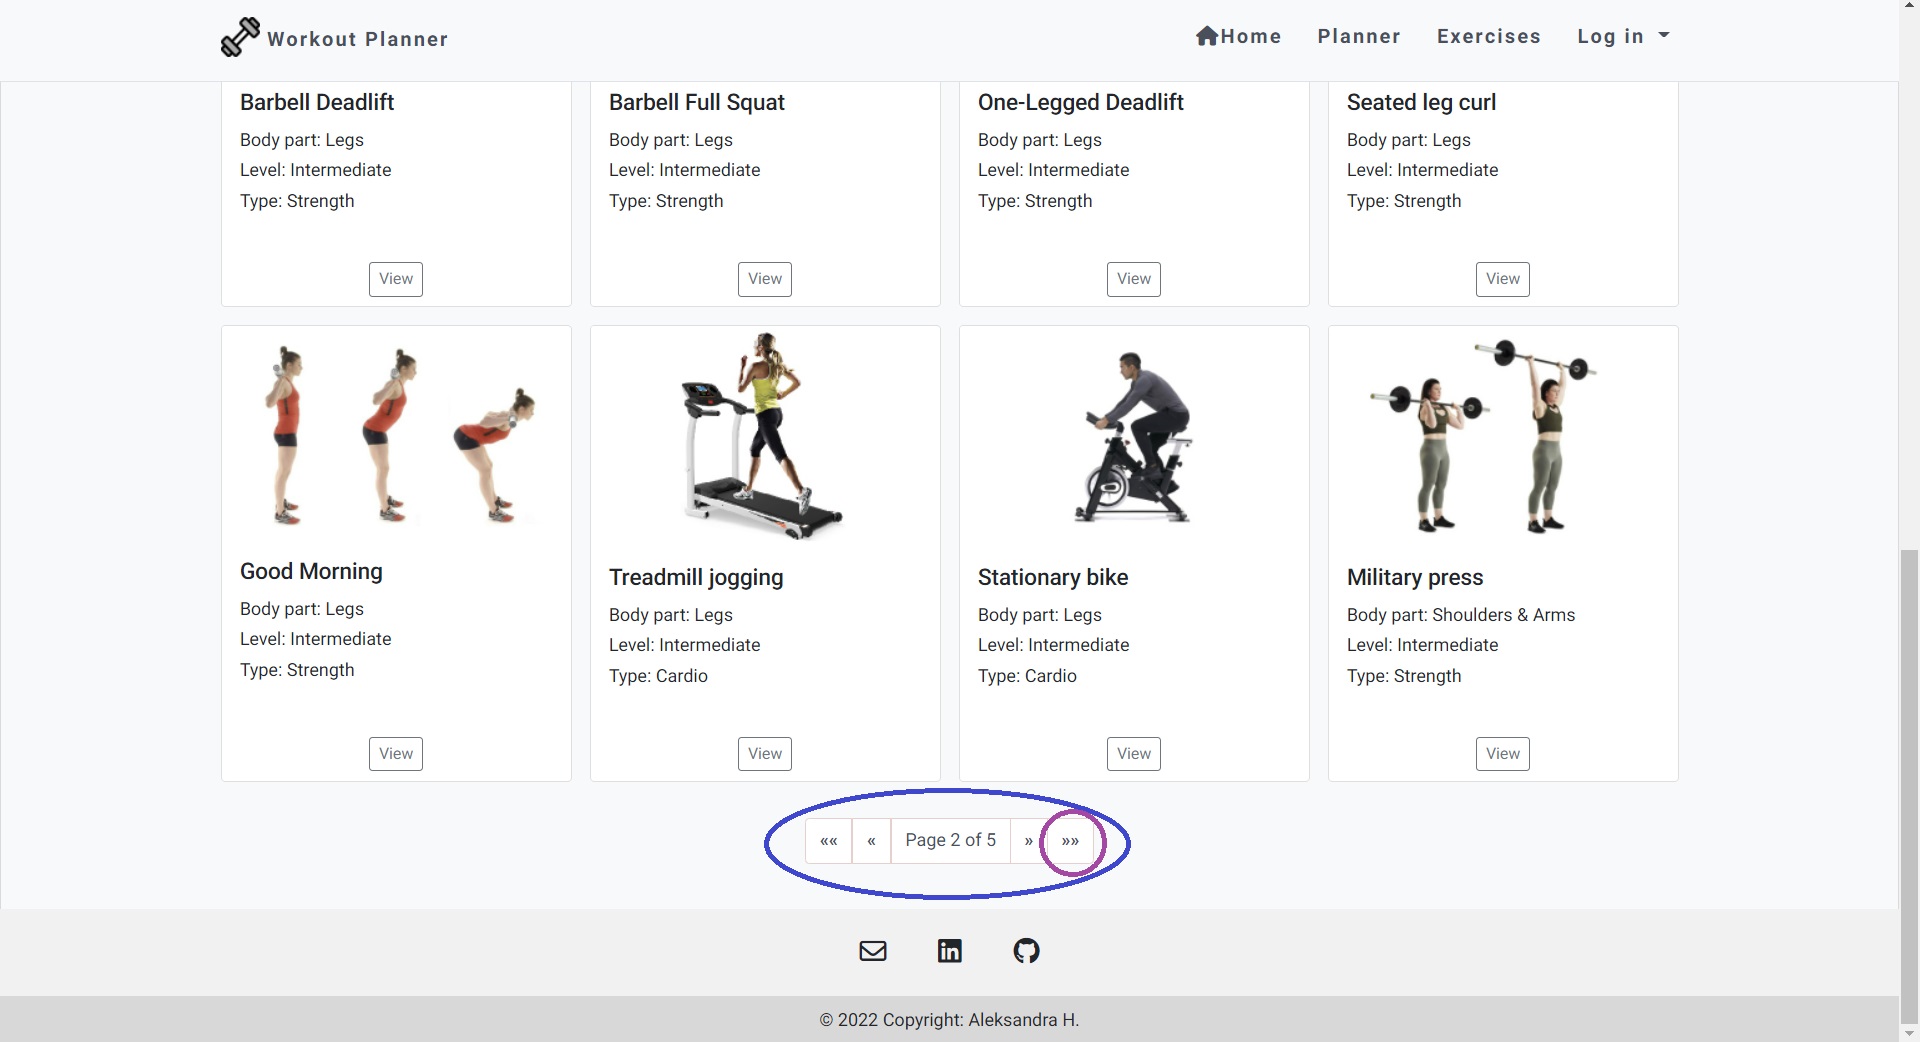 Workout Planner
Home Planner Exercises Log in
Barbell Deadlift
Body part: Legs
Level: Intermediate
Type: Strength
View
Barbell Full Squat
Body part: Legs
Level: Intermediate
Type: Strength
View
One-Legged Deadlift
Body part: Legs
Level: Intermediate
Type: Strength
View
Seated leg curl
Body part: Legs
Level: Intermediate
Type: Strength
View
Good Morning
Body part: Legs
Level: Intermediate
Type: Strength
View
Treadmill jogging
Body part: Legs
Level: Intermediate
Type: Cardio
View
Stationary bike
Body part: Legs
Level: Intermediate
Type: Cardio
View
Military press
Body part: Shoulders & Arms
Level: Intermediate
Type: Strength
View
«« « Page 2 of 5 » »»
© 2022 Copyright: Aleksandra H.